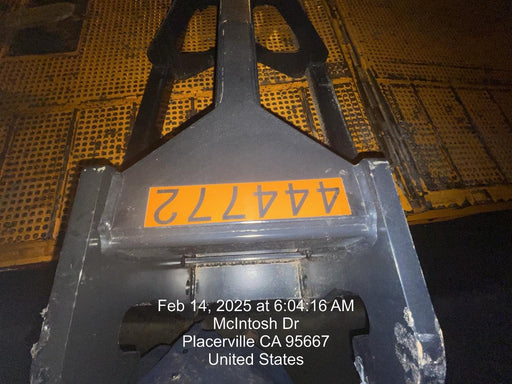 444772
Feb 14, 2025 at 6:04:16 AM
McIntosh Dr
Placerville CA 95667
United States